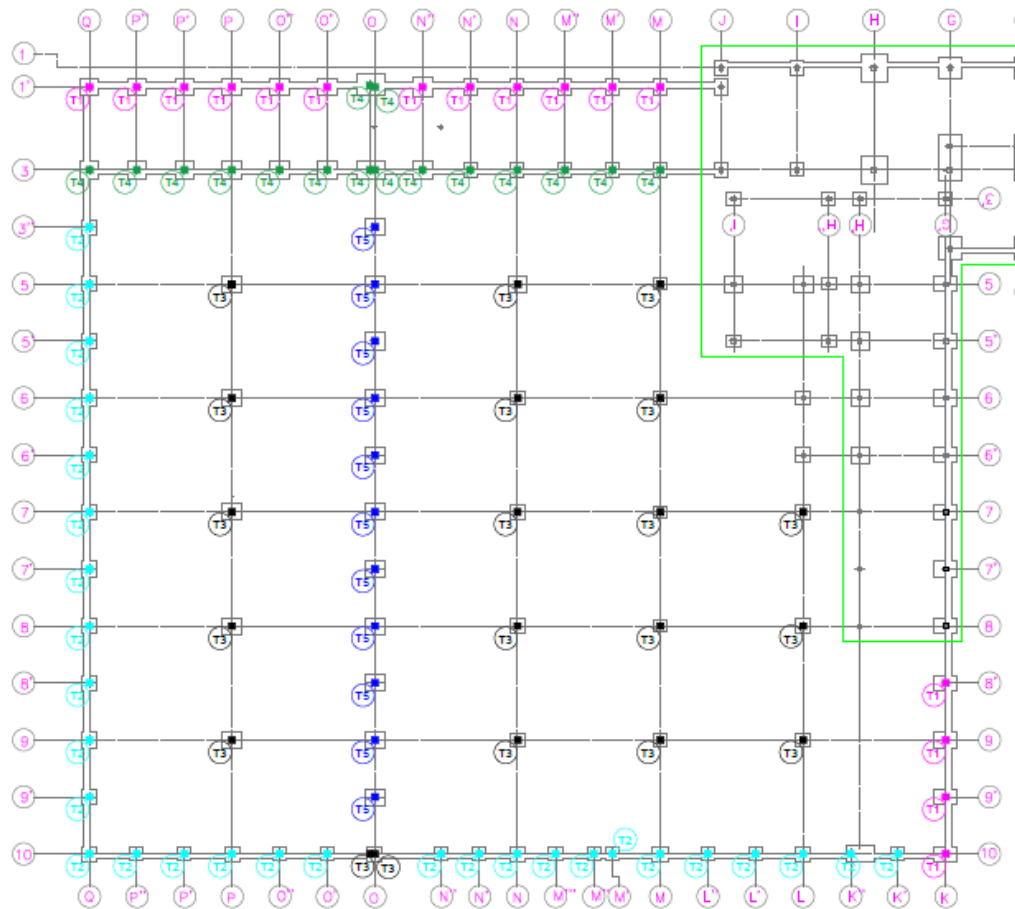 Q P'' P' P O'' O' O N'' N' N M'' M' M J I H G
1
1'
T1 T1 T1 T1 T1 T1 T4 T4 T1 T1 T1 T1 T1 T1
3
T4 T4 T4 T4 T4 T4 T4 T4 T4 T4 T4 T4 T4 T4
3'
3''
I' H'' H' G'
T2 T5
5 5
T2 T3 T5 T3 T3
5' 5''
T2 T5
6 6
T2 T3 T5 T3 T3
6' 6''
T2 T5
7 7
T2 T3 T5 T3 T3 T3
7' 7''
T2 T5
8 8
T2 T3 T5 T3 T3 T3
8' 8'
T2 T5 T1
9 9
T2 T3 T5 T3 T3 T3 T1
9' 9'
T2 T5 T1
T2
10 10
T2 T2 T2 T2 T2 T2 T3 T3 T2 T2 T2 T2 T2 T2 T2 T2 T2 T2 T2 T1
Q P'' P' P O'' O' O N'' N' N M''' M'' M' M L'' L' L K'' K' K